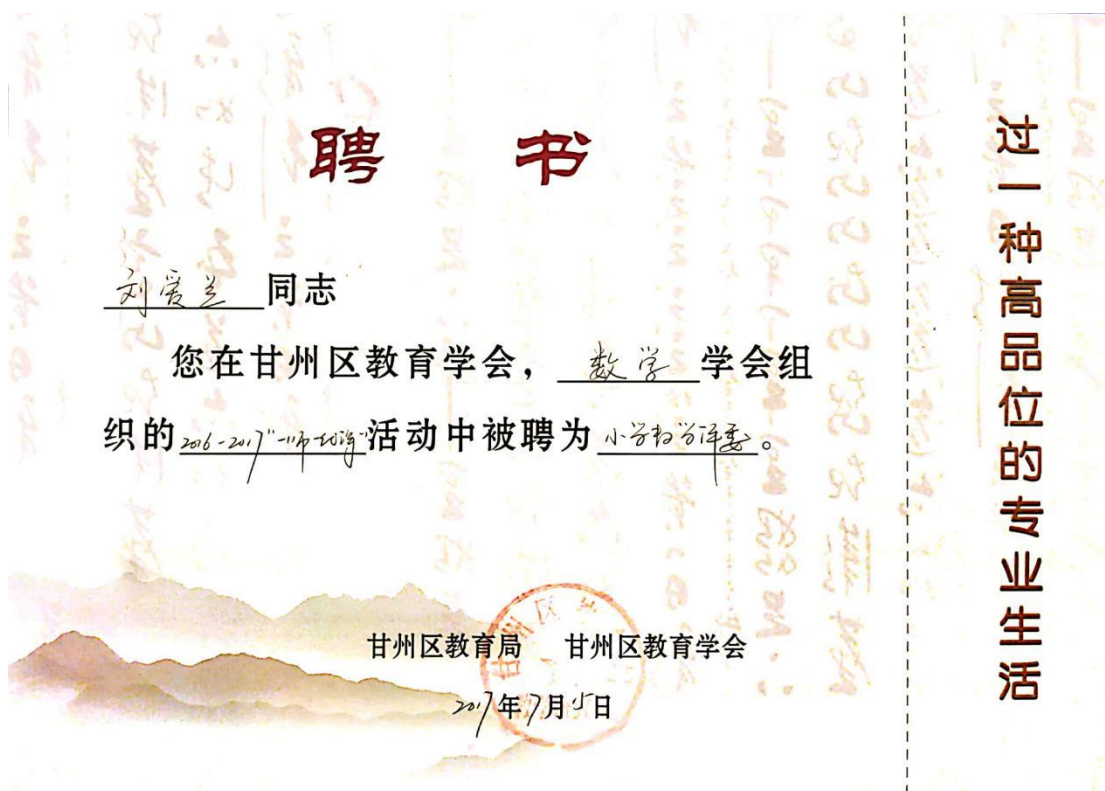 聘 书
刘爱兰 同志
您在甘州区教育学会， 数学 学会组
织的 2016-2017"一师一优课" 活动中被聘为 小学数学评委 。
甘州区教育局 甘州区教育学会
2017年7月15日
过一种高品位的专业生活